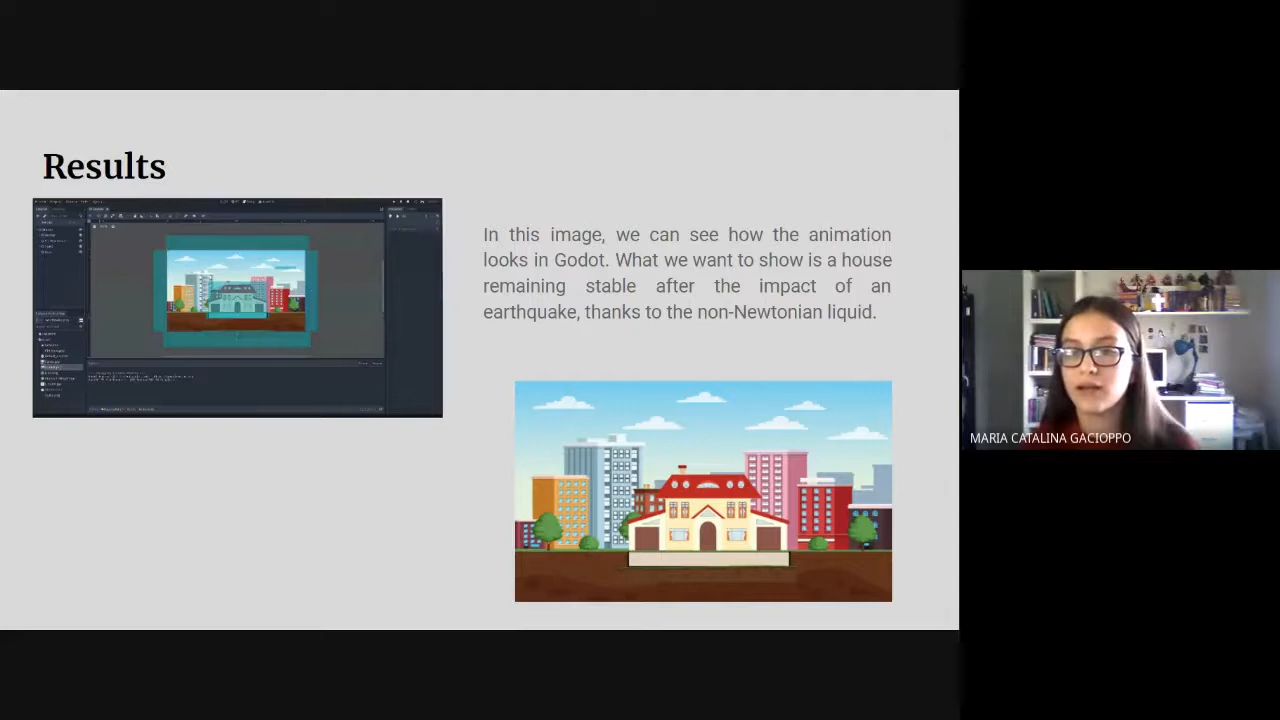 Results
In this image, we can see how the animation
looks in Godot. What we want to show is a house
remaining stable after the impact of an
earthquake, thanks to the non-Newtonian liquid.
MARIA CATALINA GACIOPPO